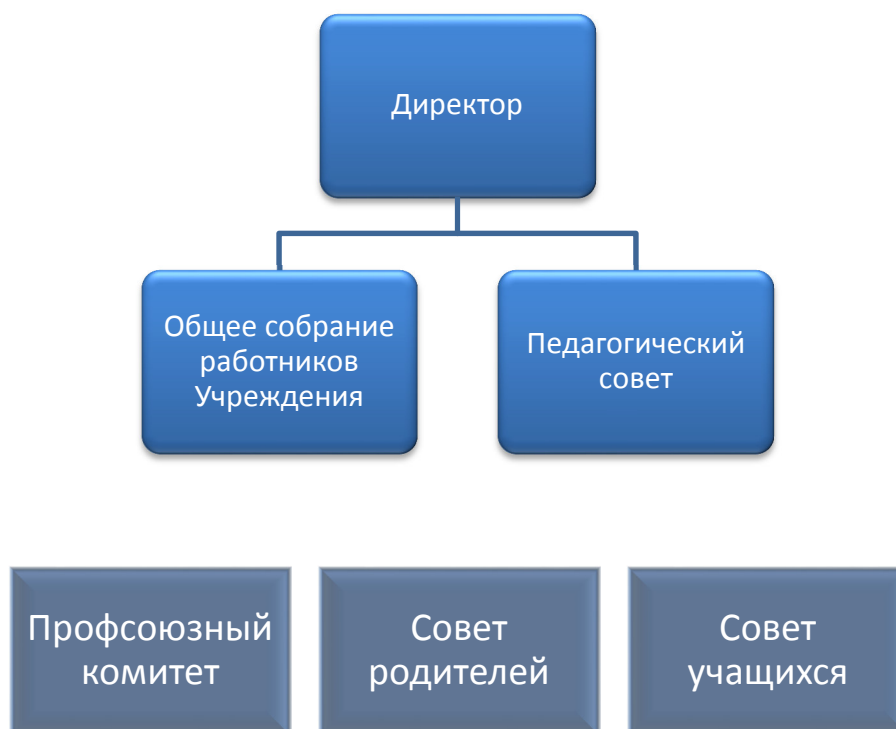 Директор
Общее собрание
работников
Учреждения
Педагогический
совет
Профсоюзный
комитет
Совет
родителей
Совет
учащихся